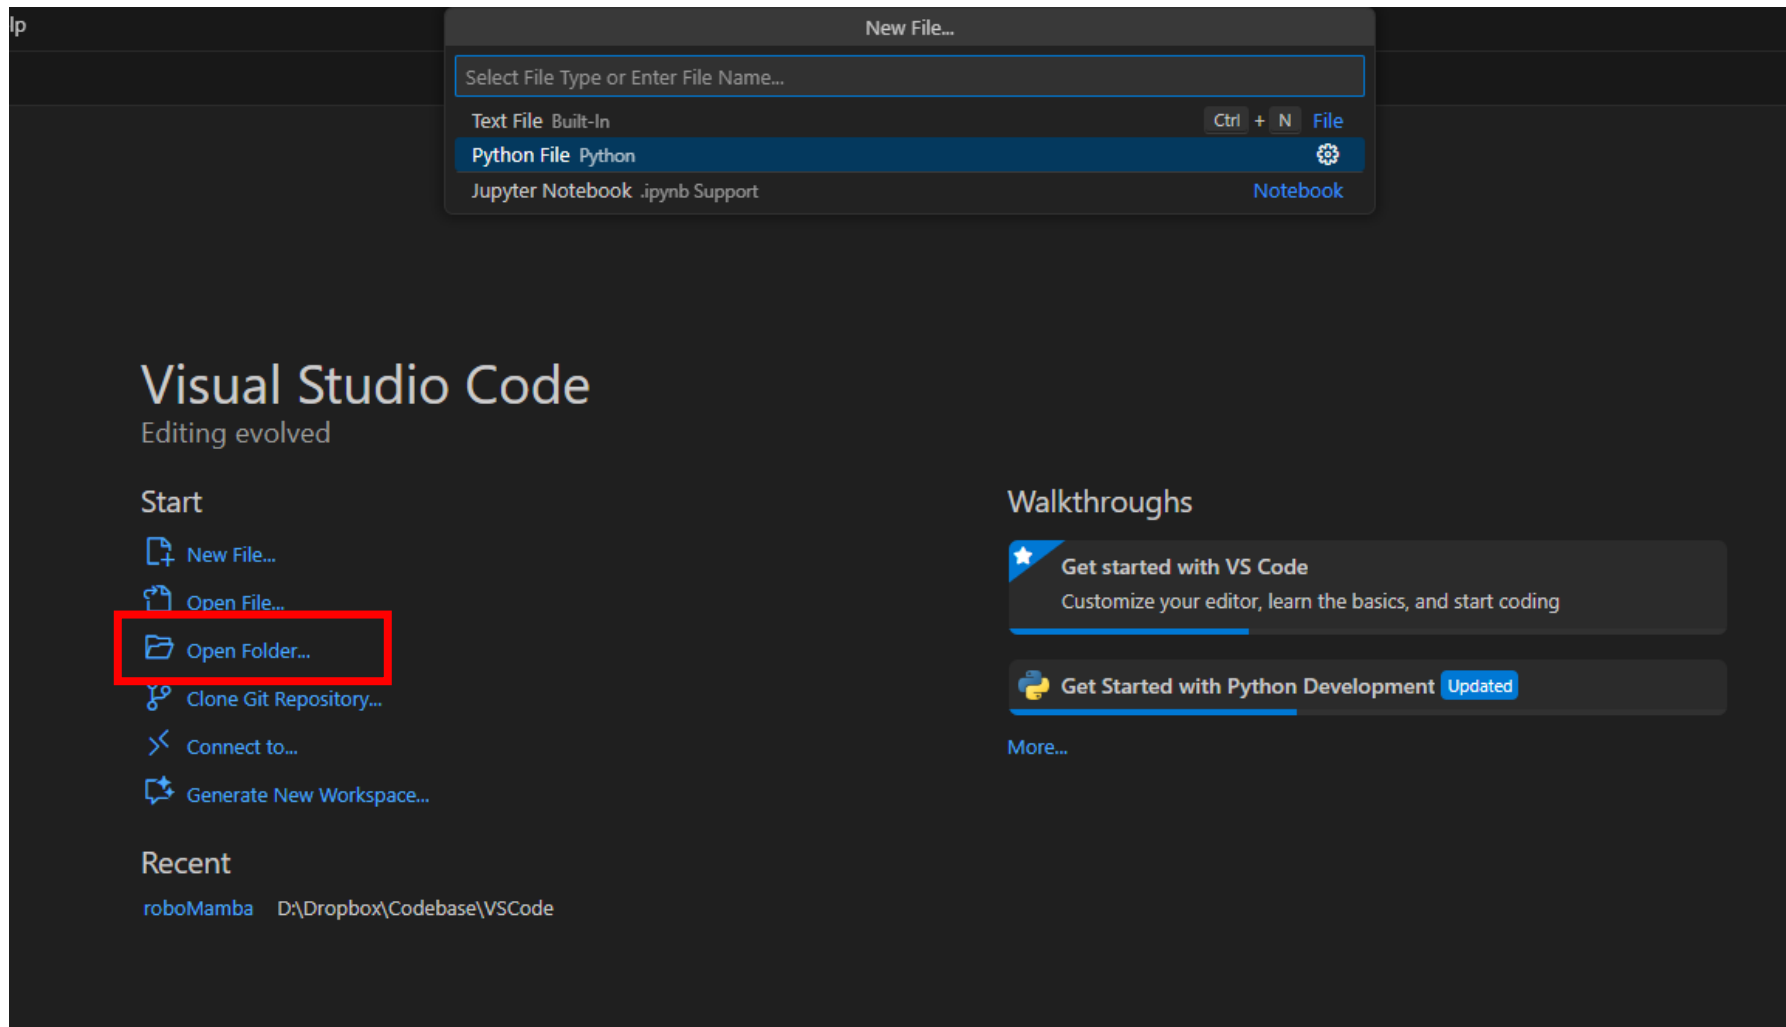 lp
New File...
Select File Type or Enter File Name...
Text File Built-In Ctrl + N File
Python File Python
Jupyter Notebook .ipynb Support Notebook
Visual Studio Code
Editing evolved
Start
New File...
Open File...
Open Folder...
Clone Git Repository...
Connect to...
Generate New Workspace...
Recent
roboMamba D:\Dropbox\Codebase\VSCode
Walkthroughs
Get started with VS Code
Customize your editor, learn the basics, and start coding
Get Started with Python Development Updated
More...